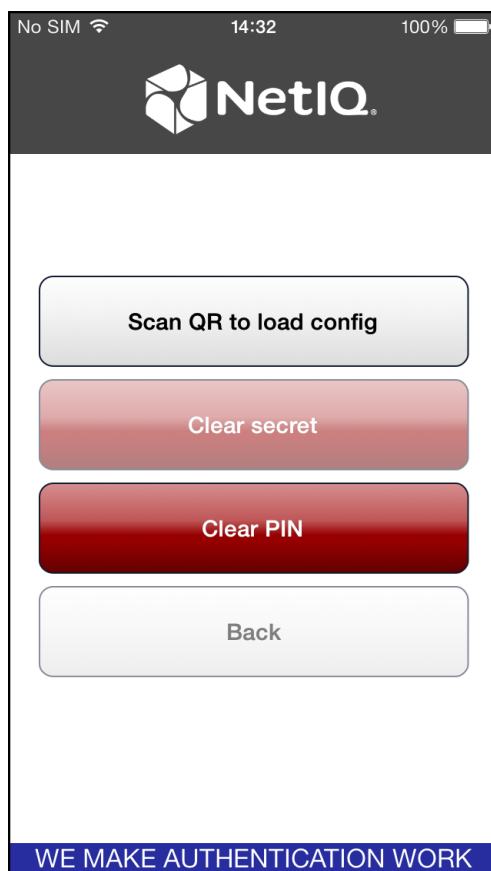 No SIM 14:32 100%
NetIQ®
Scan QR to load config
Clear secret
Clear PIN
Back
WE MAKE AUTHENTICATION WORK